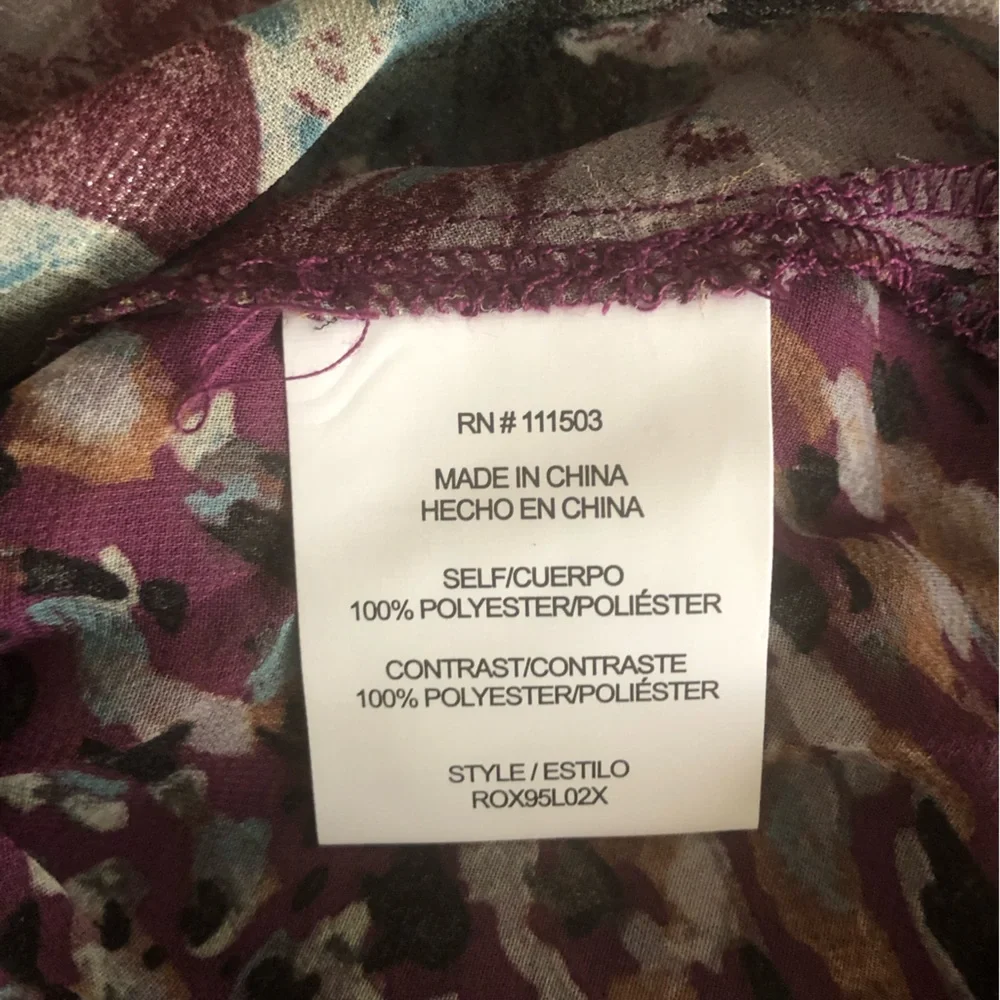 RN # 111503
MADE IN CHINA
HECHO EN CHINA
SELF/CUERPO
100% POLYESTER/POLIÉSTER
CONTRAST/CONTRASTE
100% POLYESTER/POLIÉSTER
STYLE / ESTILO
ROX95L02X